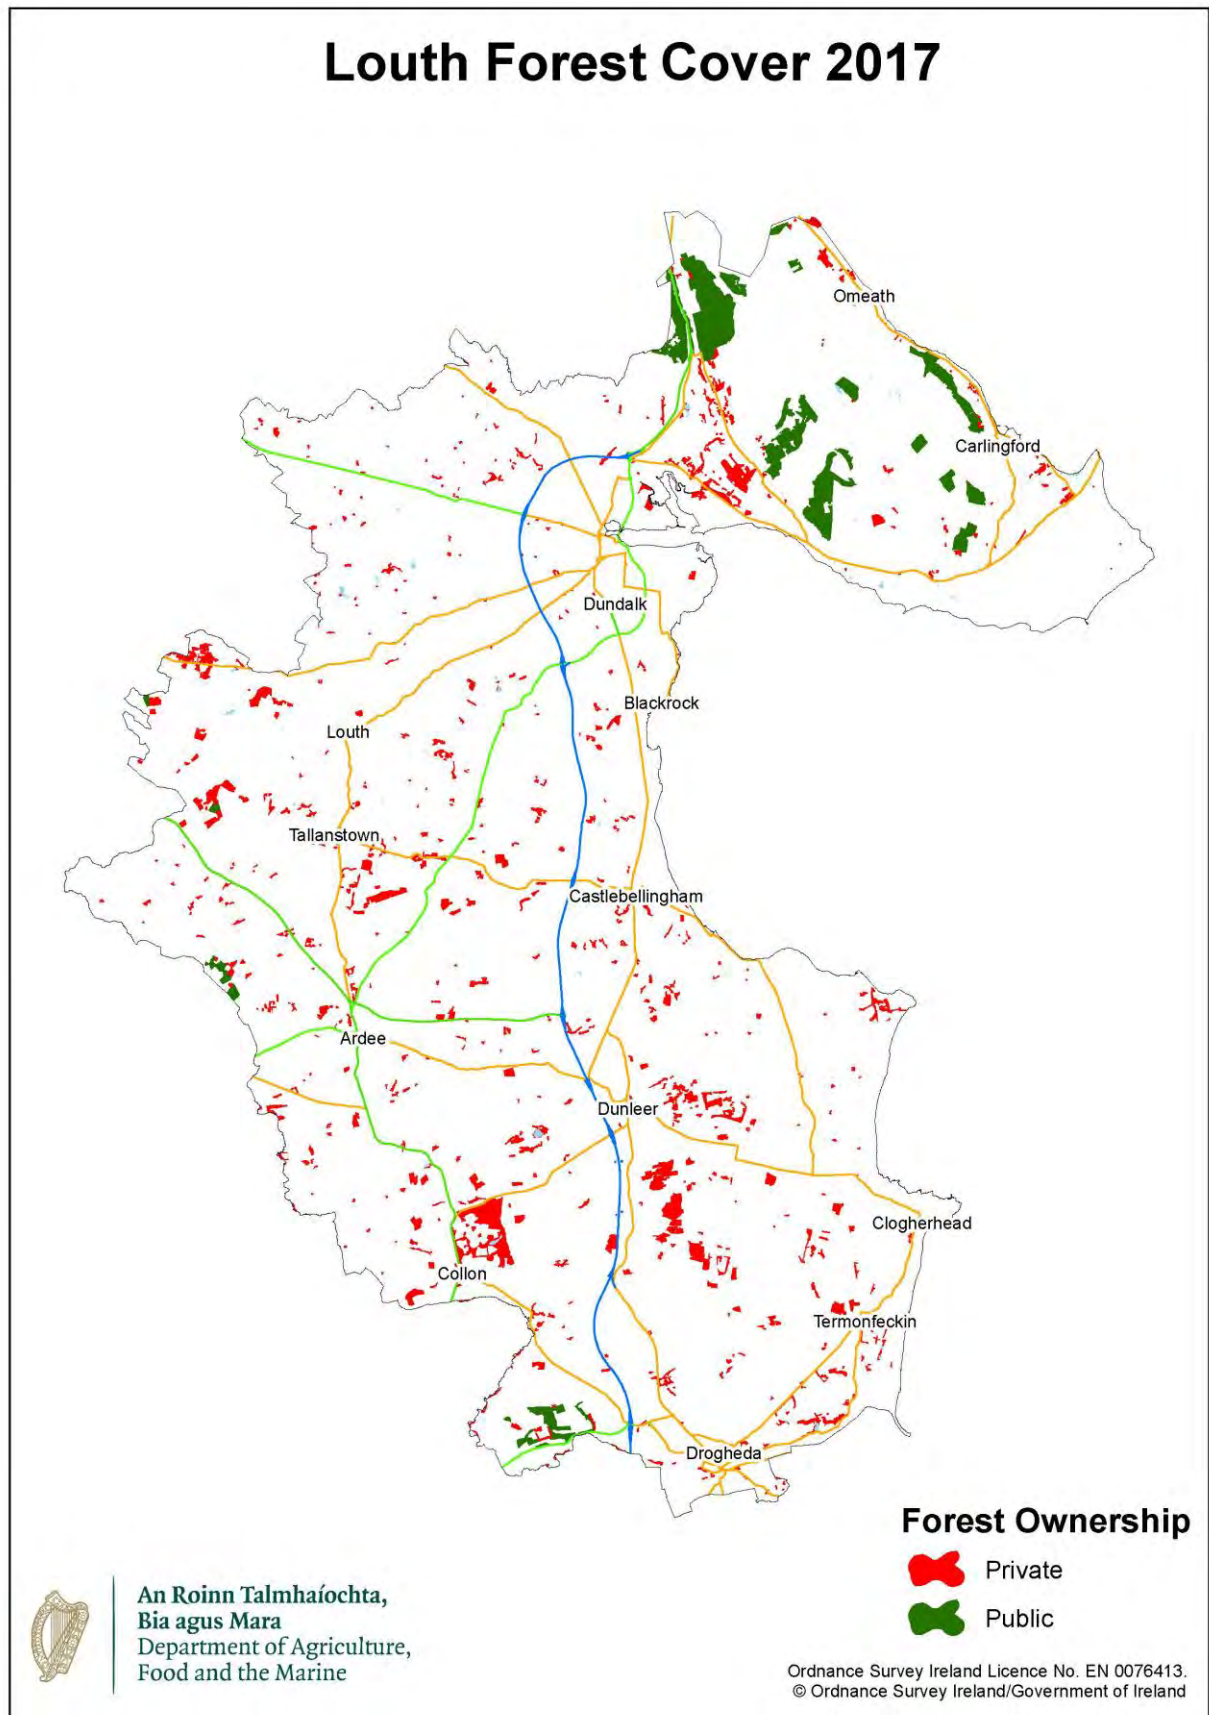 Louth Forest Cover 2017
Omeath
Carlingford
Dundalk
Blackrock
Louth
Tallanstown
Castlebellingham
Ardee
Dunleer
Clogherhead
Collon
Termonfeckin
Drogheda
Forest Ownership
Private
Public
An Roinn Talmhaíochta,
Bia agus Mara
Department of Agriculture,
Food and the Marine
Ordnance Survey Ireland Licence No. EN 0076413.
© Ordnance Survey Ireland/Government of Ireland